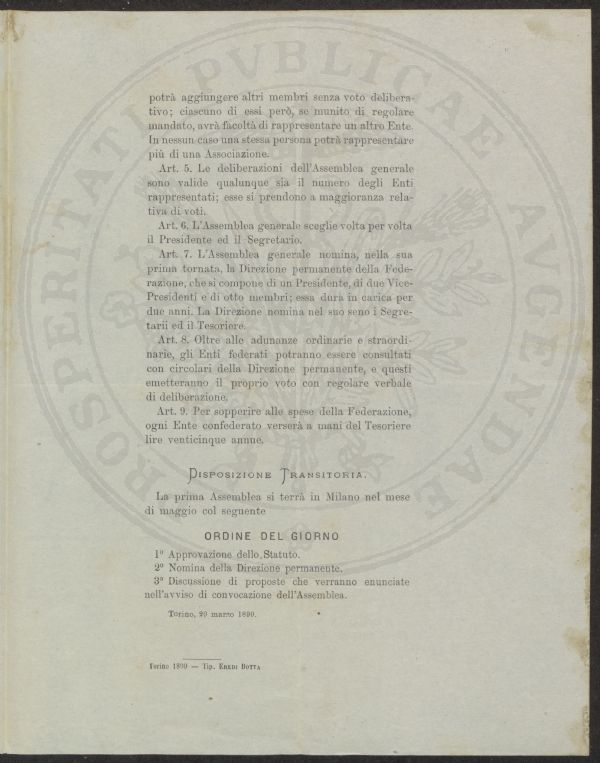 potrà aggiungere altri membri senza voto delibera-
tivo; ciascuno di essi però, se munito di regolare
mandato, avrà facoltà di rappresentare un altro Ente.
In nessun caso una stessa persona potrà rappresentare
più di una Associazione.
Art. 5. Le deliberazioni dell'Assemblea generale
sono valide qualunque sia il numero degli Enti
rappresentati; esse si prendono a maggioranza rela-
tiva di voti.
Art. 6. L'Assemblea generale sceglie volta per volta
il Presidente ed il Segretario.
Art. 7. L'Assemblea generale nomina, nella sua
prima tornata, la Direzione permanente della Fede-
razione, che si compone di un Presidente, di due Vice-
Presidenti e di otto membri; essa dura in carica per
due anni. La Direzione nomina nel suo seno i Segre-
tarii ed il Tesoriere.
Art. 8. Oltre alle adunanze ordinarie e straordi-
narie, gli Enti federati potranno essere consultati
con circolari della Direzione permanente, e questi
emetteranno il proprio voto con regolare verbale
di deliberazione.
Art. 9. Per sopperire alle spese della Federazione,
ogni Ente confederato verserà a mani del Tesoriere
lire venticinque annue.
DISPOSIZIONE TRANSITORIA.
La prima Assemblea si terrà in Milano nel mese
di maggio col seguente
ORDINE DEL GIORNO
1º Approvazione dello Statuto.
2º Nomina della Direzione permanente.
3º Discussione di proposte che verranno enunciate
nell'avviso di convocazione dell'Assemblea.
Torino, 29 marzo 1890.
Torino 1890 — Tip. EREDI BOTTA
PROSPERITATI PVBLICAE AVGENDAE